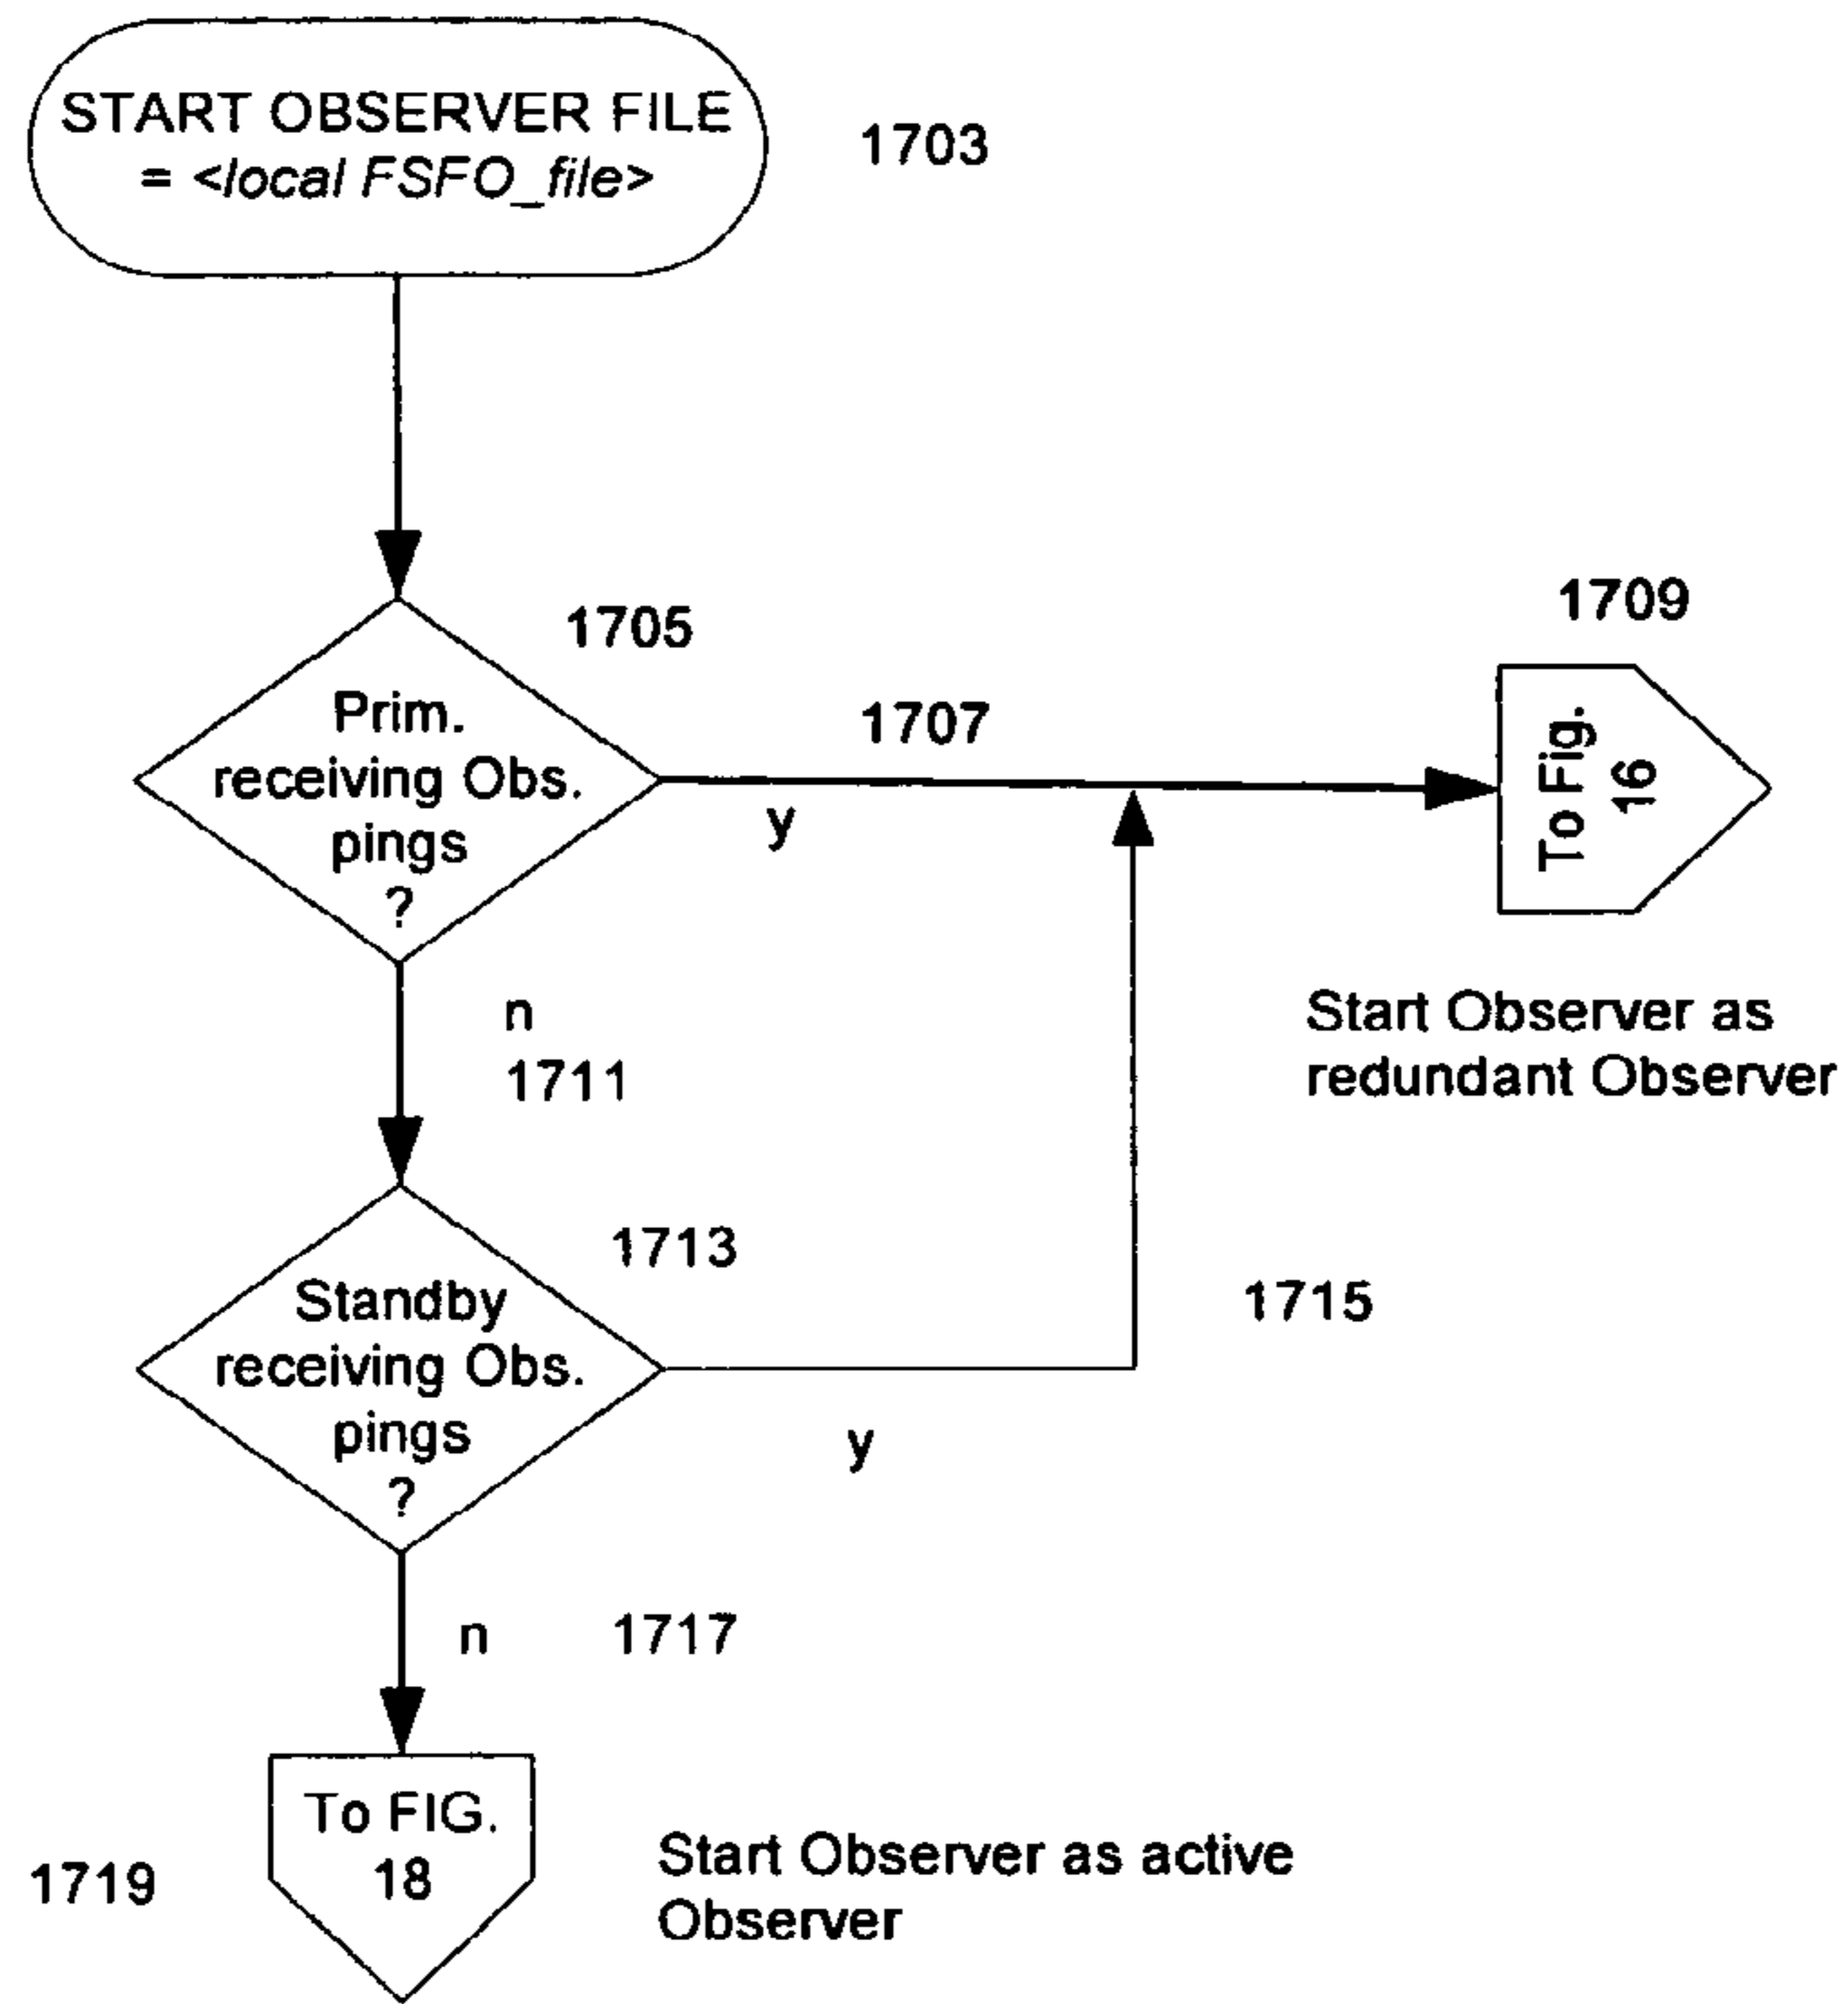 START OBSERVER FILE
= <local FSFO_file>
1703
1705
Prim.
receiving Obs.
pings
?
1707
y
1709
To Fig.
16
Start Observer as
redundant Observer
n
1711
1713
Standby
receiving Obs.
pings
?
1715
y
n
1717
To FIG.
18
1719
Start Observer as active
Observer